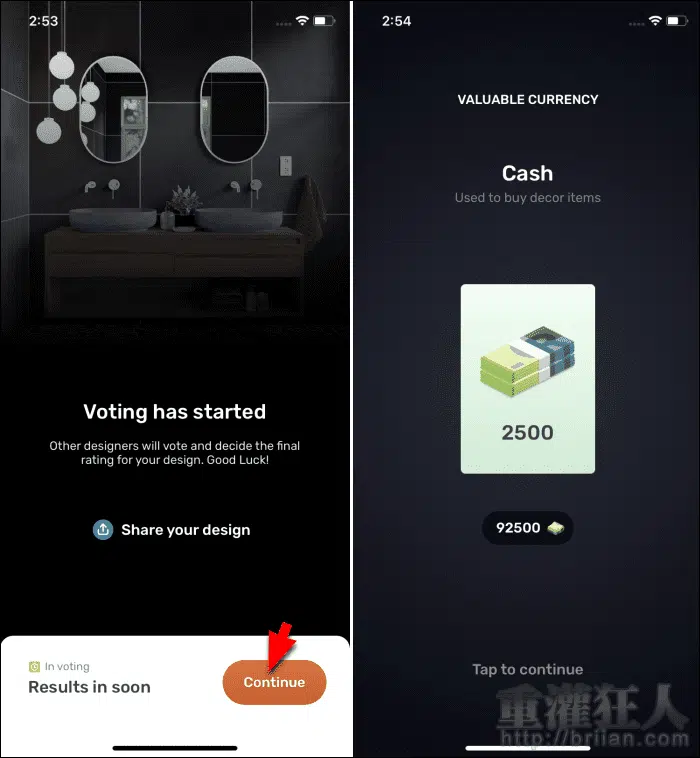 2:53
Voting has started
Other designers will vote and decide the final
rating for your design. Good Luck!
Share your design
In voting
Results in soon
Continue
2:54
VALUABLE CURRENCY
Cash
Used to buy decor items
2500
92500
Tap to continue
重灌狂人
http://briian.com